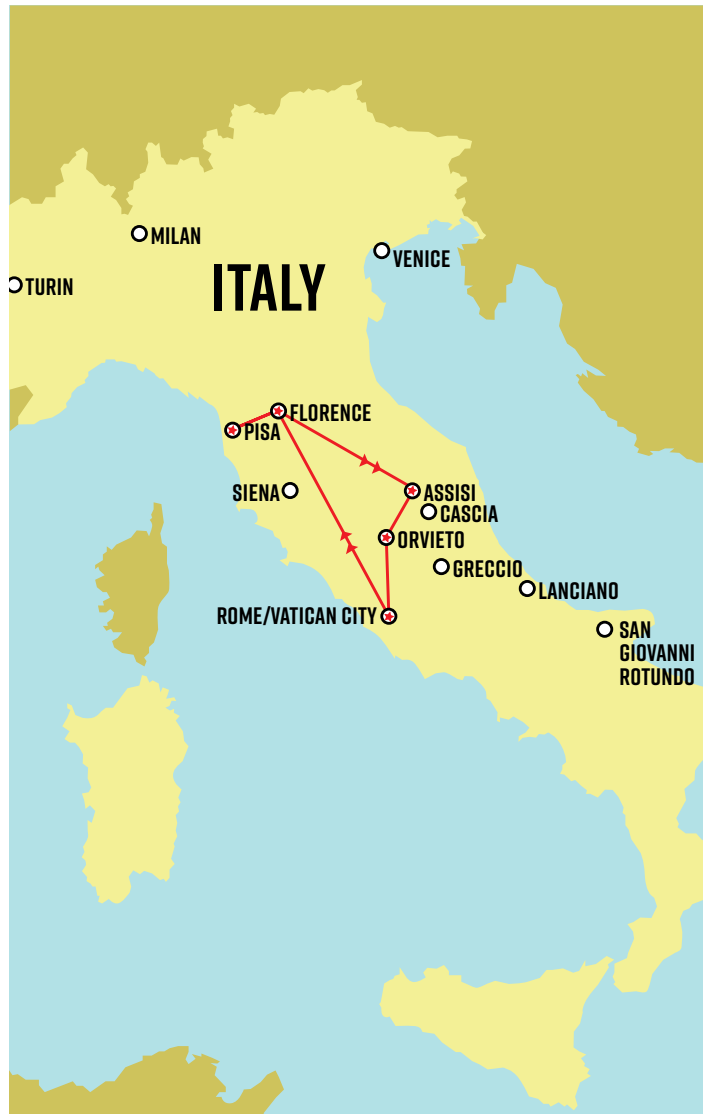 MILAN
VENICE
ITALY
TURIN
FLORENCE
PISA
SIENA
ASSISI
CASCIA
ORVIETO
GRECCIO
LANCIANO
ROME/VATICAN CITY
SAN
GIOVANNI
ROTUNDO